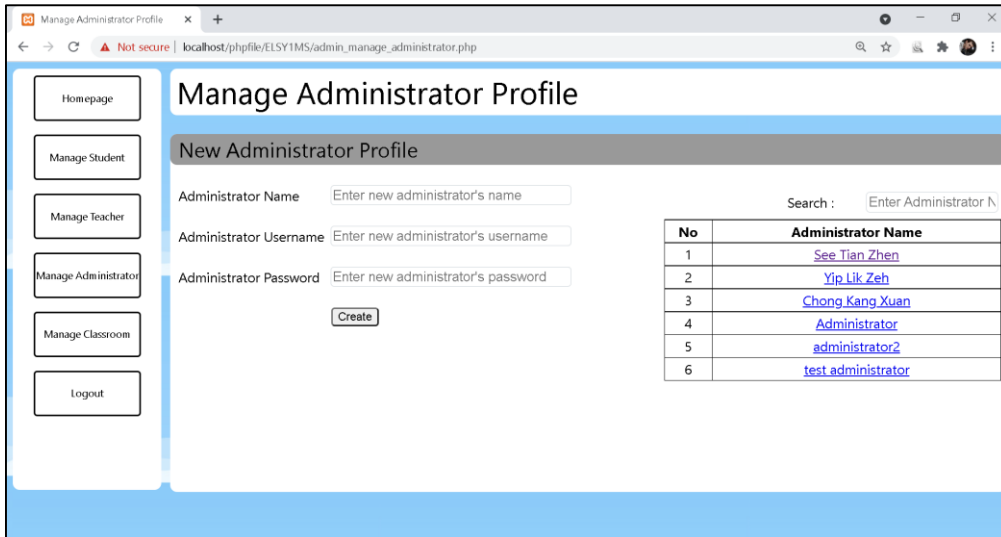 Manage Administrator Profile
Not secure | localhost/phpfile/ELSY1MS/admin_manage_administrator.php
Homepage
Manage Student
Manage Teacher
Manage Administrator
Manage Classroom
Logout
Manage Administrator Profile
New Administrator Profile
Administrator Name Enter new administrator's name
Administrator Username Enter new administrator's username
Administrator Password Enter new administrator's password
Create
Search : Enter Administrator N
No Administrator Name
1 See Tian Zhen
2 Yip Lik Zeh
3 Chong Kang Xuan
4 Administrator
5 administrator2
6 test administrator